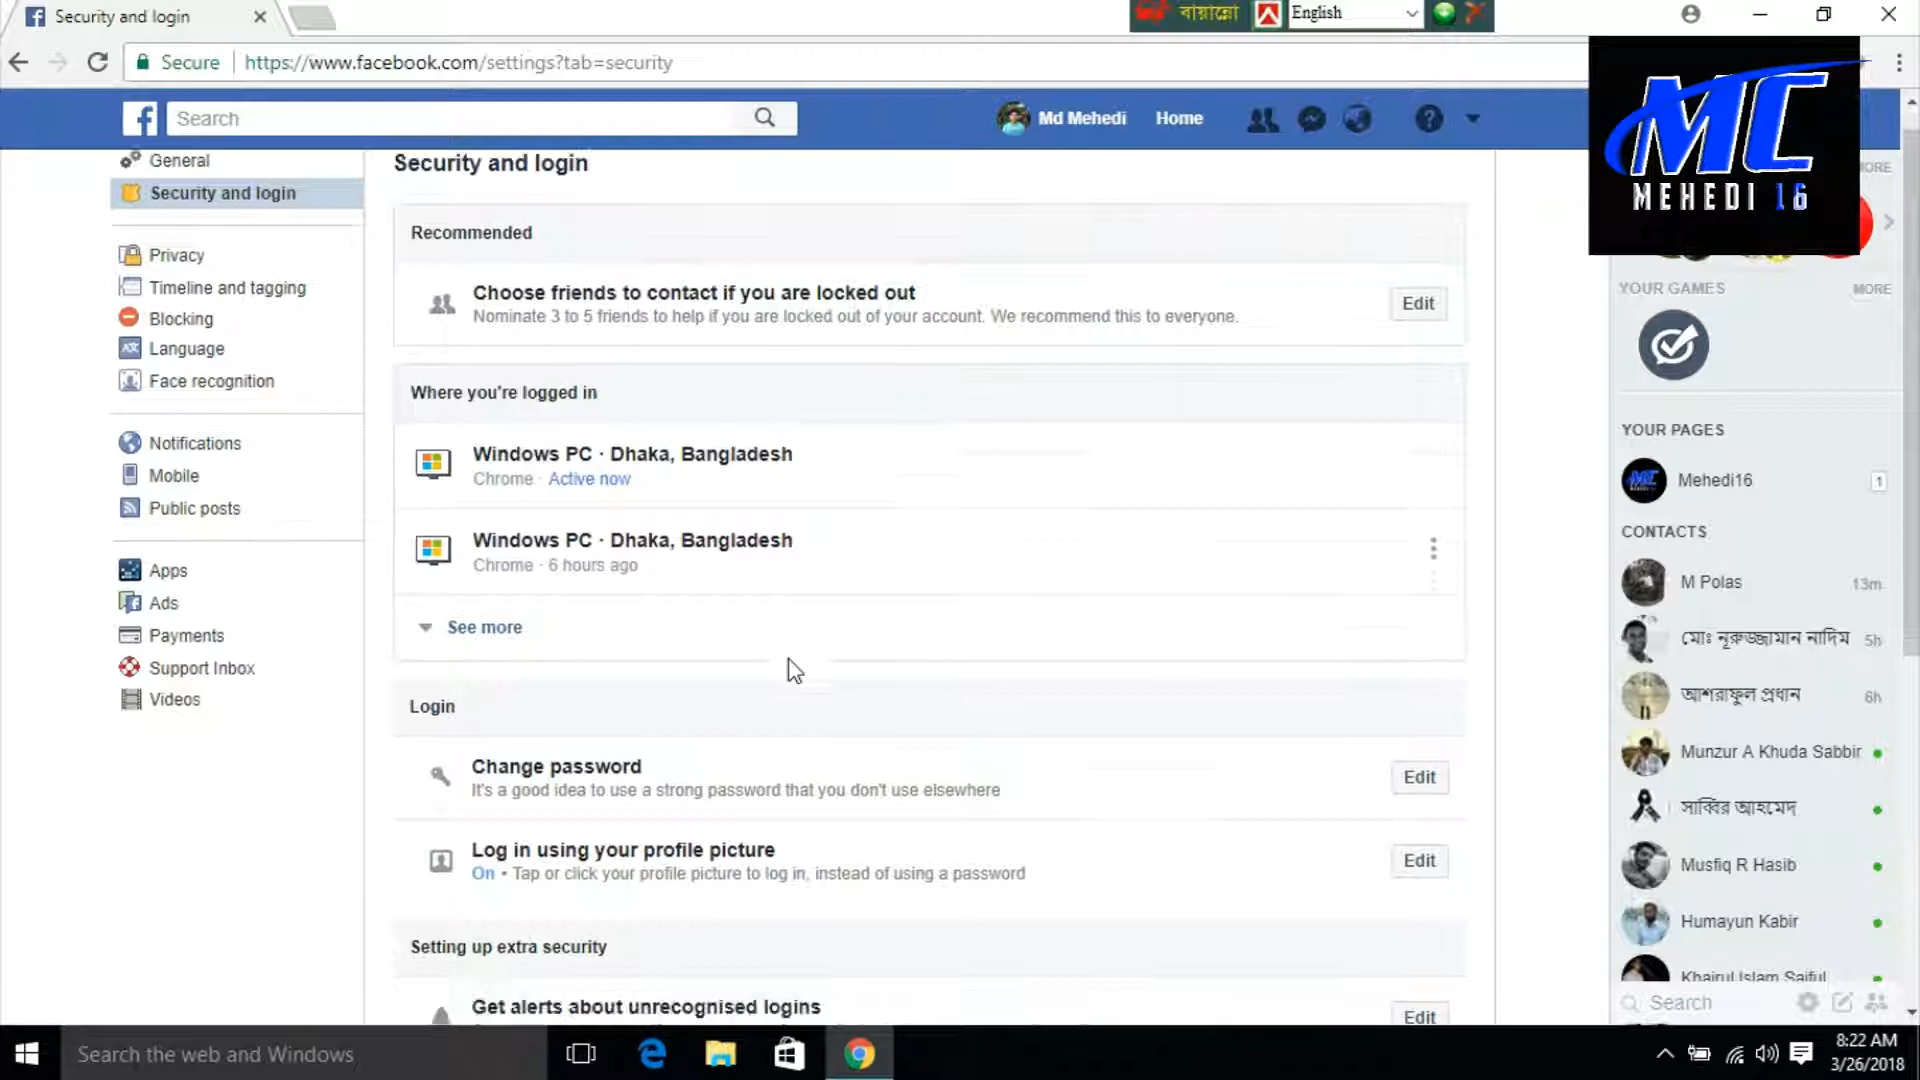 Security and login
বায়ান্নো
English
Secure
https://www.facebook.com/settings?tab=security
MC
MEHEDI 16
Search
Md Mehedi
Home
General
Security and login
Privacy
Timeline and tagging
Blocking
Language
Face recognition
Notifications
Mobile
Public posts
Apps
Ads
Payments
Support Inbox
Videos
Security and login
Recommended
Choose friends to contact if you are locked out
Nominate 3 to 5 friends to help if you are locked out of your account. We recommend this to everyone.
Edit
Where you're logged in
Windows PC · Dhaka, Bangladesh
Chrome · Active now
Windows PC · Dhaka, Bangladesh
Chrome · 6 hours ago
See more
Login
Change password
It's a good idea to use a strong password that you don't use elsewhere
Edit
Log in using your profile picture
On • Tap or click your profile picture to log in, instead of using a password
Edit
Setting up extra security
Get alerts about unrecognised logins
Edit
YOUR GAMES
MORE
YOUR PAGES
Mehedi16
1
CONTACTS
M Polas
13m
মোঃ নূরুজ্জামান নাদিম
5h
আশরাফুল প্রধান
6h
Munzur A Khuda Sabbir
সাব্বির আহমেদ
Musfiq R Hasib
Humayun Kabir
Khairul Islam Saiful
Search
Search the web and Windows
8:22 AM
3/26/2018